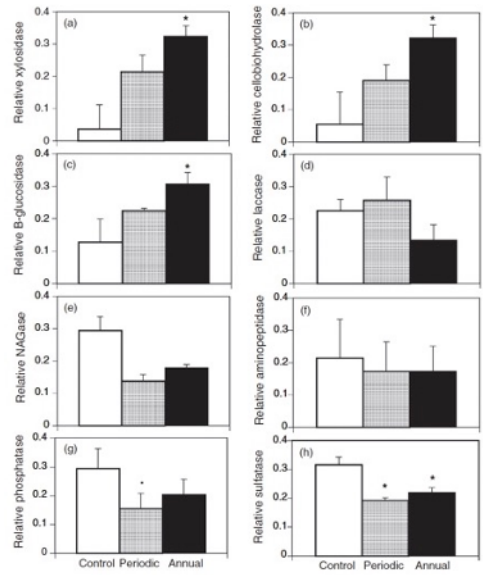 (a)
Relative xylosidase
0.4
0.3
0.2
0.1
0
*
(b)
Relative cellobiohydrolase
0.4
0.3
0.2
0.1
0
*
(c)
Relative B-glucosidase
0.4
0.3
0.2
0.1
0
*
(d)
Relative laccase
0.4
0.3
0.2
0.1
0
(e)
Relative NAGase
0.4
0.3
0.2
0.1
0
(f)
Relative aminopeptidase
0.4
0.3
0.2
0.1
0
(g)
Relative phosphatase
0.4
0.3
0.2
0.1
0
*
Control Periodic Annual
(h)
Relative sulfatase
0.4
0.3
0.2
0.1
0
* *
Control Periodic Annual